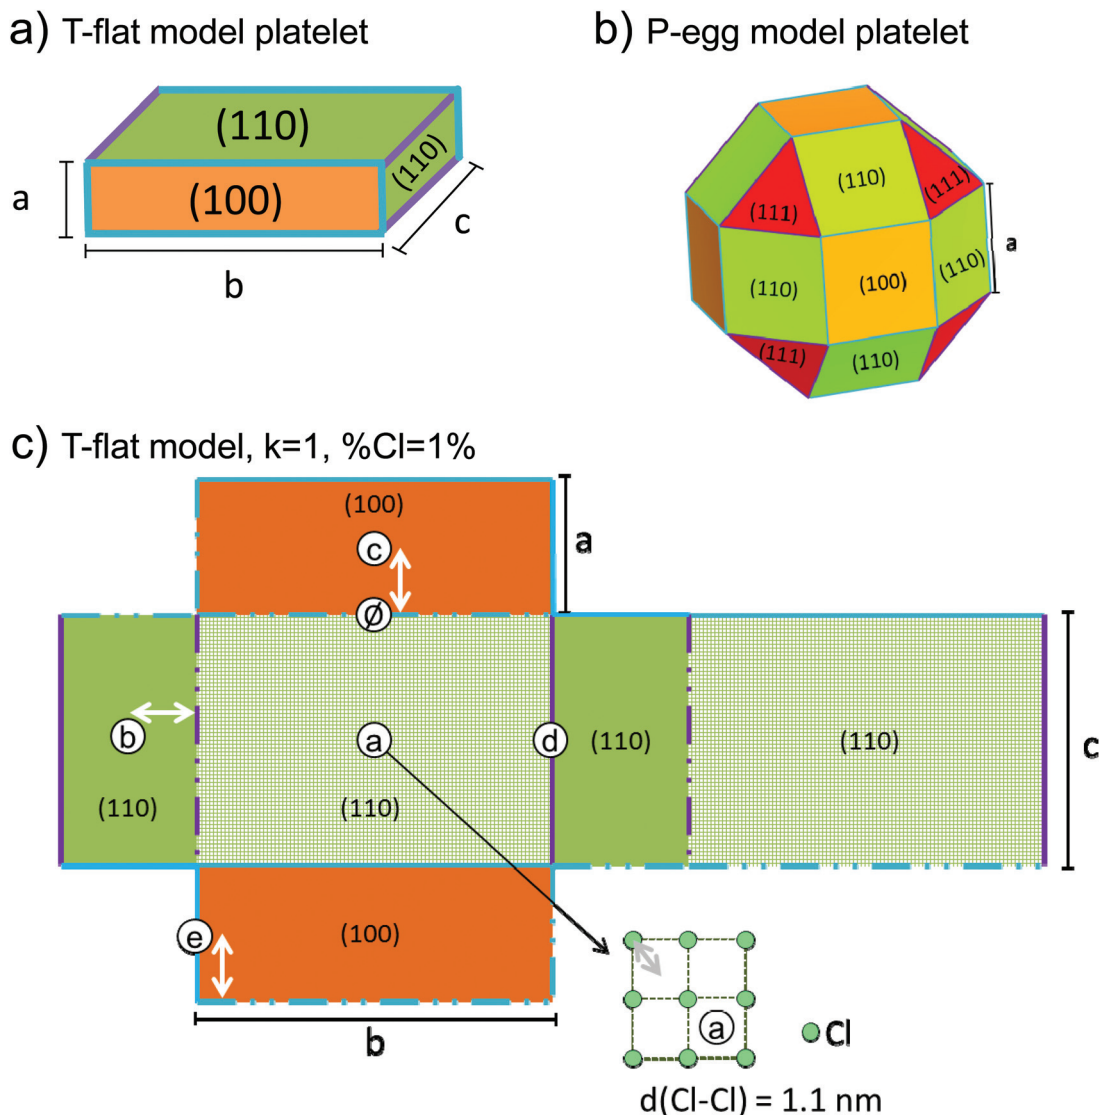 a) T-flat model platelet
(110)
(100)
(110)
a
b
c
b) P-egg model platelet
(110)
(111)
(111)
(110)
(100)
(110)
a
(111)
(110)
c) T-flat model, k=1, %Cl=1%
(100)
c
a
Ø
b
a
d
(110)
(110)
c
(110)
(110)
e
(100)
b
a
Cl
d(Cl-Cl) = 1.1 nm